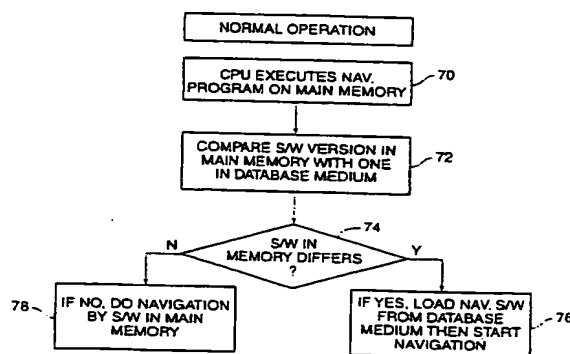 NORMAL OPERATION
CPU EXECUTES NAV.
PROGRAM ON MAIN MEMORY
70
COMPARE S/W VERSION IN
MAIN MEMORY WITH ONE
IN DATABASE MEDIUM
72
74
N
S/W IN
MEMORY DIFFERS
?
Y
78
IF NO, DO NAVIGATION
BY S/W IN MAIN
MEMORY
IF YES, LOAD NAV. S/W
FROM DATABASE
MEDIUM THEN START
NAVIGATION
76